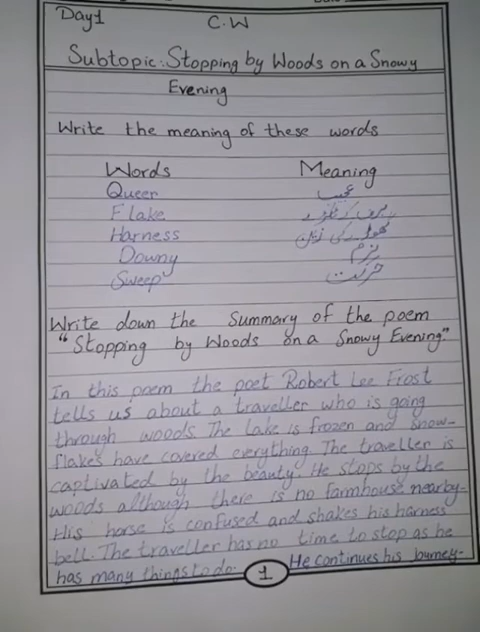 Day1 C.W
Subtopic: Stopping by Woods on a Snowy
Evening
Write the meaning of these words
Words Meaning
Queer عجیب
Flake برف کے
Harness گھوڑے کی زین
Downy نرم
Sweep حرکت
Write down the Summary of the poem
"Stopping by Woods on a Snowy Evening"
In this poem the poet Robert Lee Frost
tells us about a traveller who is going
through woods. The lake is frozen and snow-
flakes have covered everything. The traveller is
captivated by the beauty. He stops by the
woods although there is no farmhouse nearby.
His horse is confused and shakes his harness
bell. The traveller has no time to stop as he
has many things to do. He continues his journey.
1